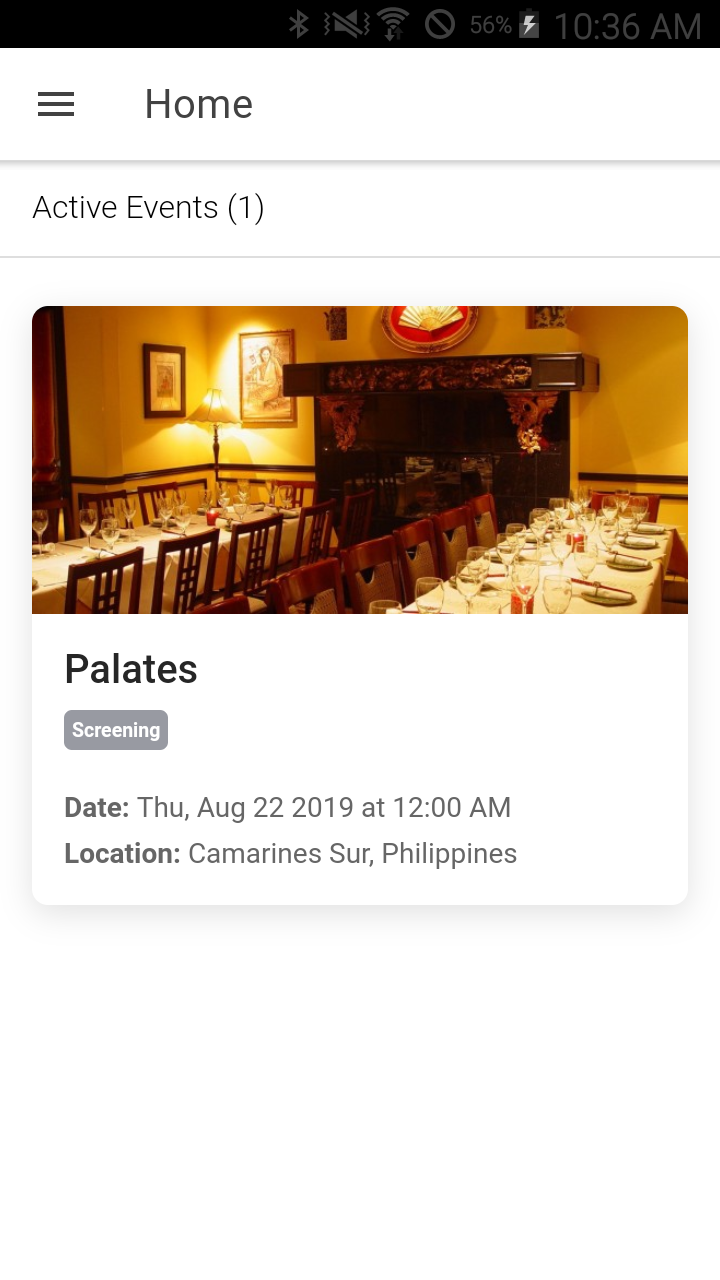 56% 10:36 AM
Home
Active Events (1)
Palates
Screening
Date: Thu, Aug 22 2019 at 12:00 AM
Location: Camarines Sur, Philippines